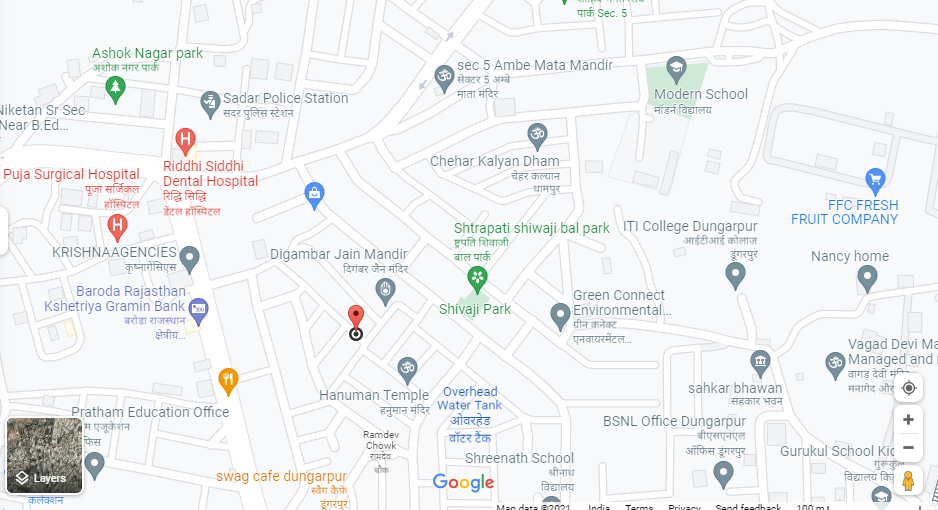 पार्क Sec. 5
Ashok Nagar park
अशोक नगर पार्क
sec 5 Ambe Mata Mandir
सेक्टर 5 अम्बे
माता मंदिर
Modern School
मॉडर्न विद्यालय
Sadar Police Station
सदर पुलिस स्टेशन
Niketan Sr Sec
Near B.Ed...
Chehar Kalyan Dham
चेहर कल्यान
धामपुर
Puja Surgical Hospital
पूजा सर्जिकल
हॉस्पिटल
Riddhi Siddhi
Dental Hospital
रिद्धि सिद्धि
डेंटल हॉस्पिटल
FFC FRESH
FRUIT COMPANY
Shtrapati shiwaji bal park
ष्ट्रपति शिवाजी
बाल पार्क
ITI College Dungarpur
आईटीआई कोलाज़
डूंगरपुर
KRISHNAAGENCIES
कृष्नागेंसिएस
Digambar Jain Mandir
दिगंबर जैन मंदिर
Nancy home
Baroda Rajasthan
Kshetriya Gramin Bank
बरोडा राजस्थान
क्षेत्रीय...
Shivaji Park
Green Connect
Environmental...
ग्रीन कनेक्ट
एनवायरमेंटल...
Vagad Devi Ma
Managed and
वागड देवी
मनागेद
sahkar bhawan
सहकार भवन
Hanuman Temple
हनुमान टेंपल
Overhead
Water Tank
ओवरहेड
वॉटर टैंक
Pratham Education Office
म एजूकेशन
फिस
Ramdev
Chowk
रामदेव
चौक
BSNL Office Dungarpur
बीएसएनएल
ऑफिस डूंगरपुर
Shreenath School
श्रीनाथ
विद्यालय
Gurukul School Kid
गुरूकुल
विद्यालय
swag cafe dungarpur
स्वैग कैफ़े
डूंगरपुर
Layers
कलेक्शन
Google
Map data ©2021 India Terms Privacy Send feedback 100 m